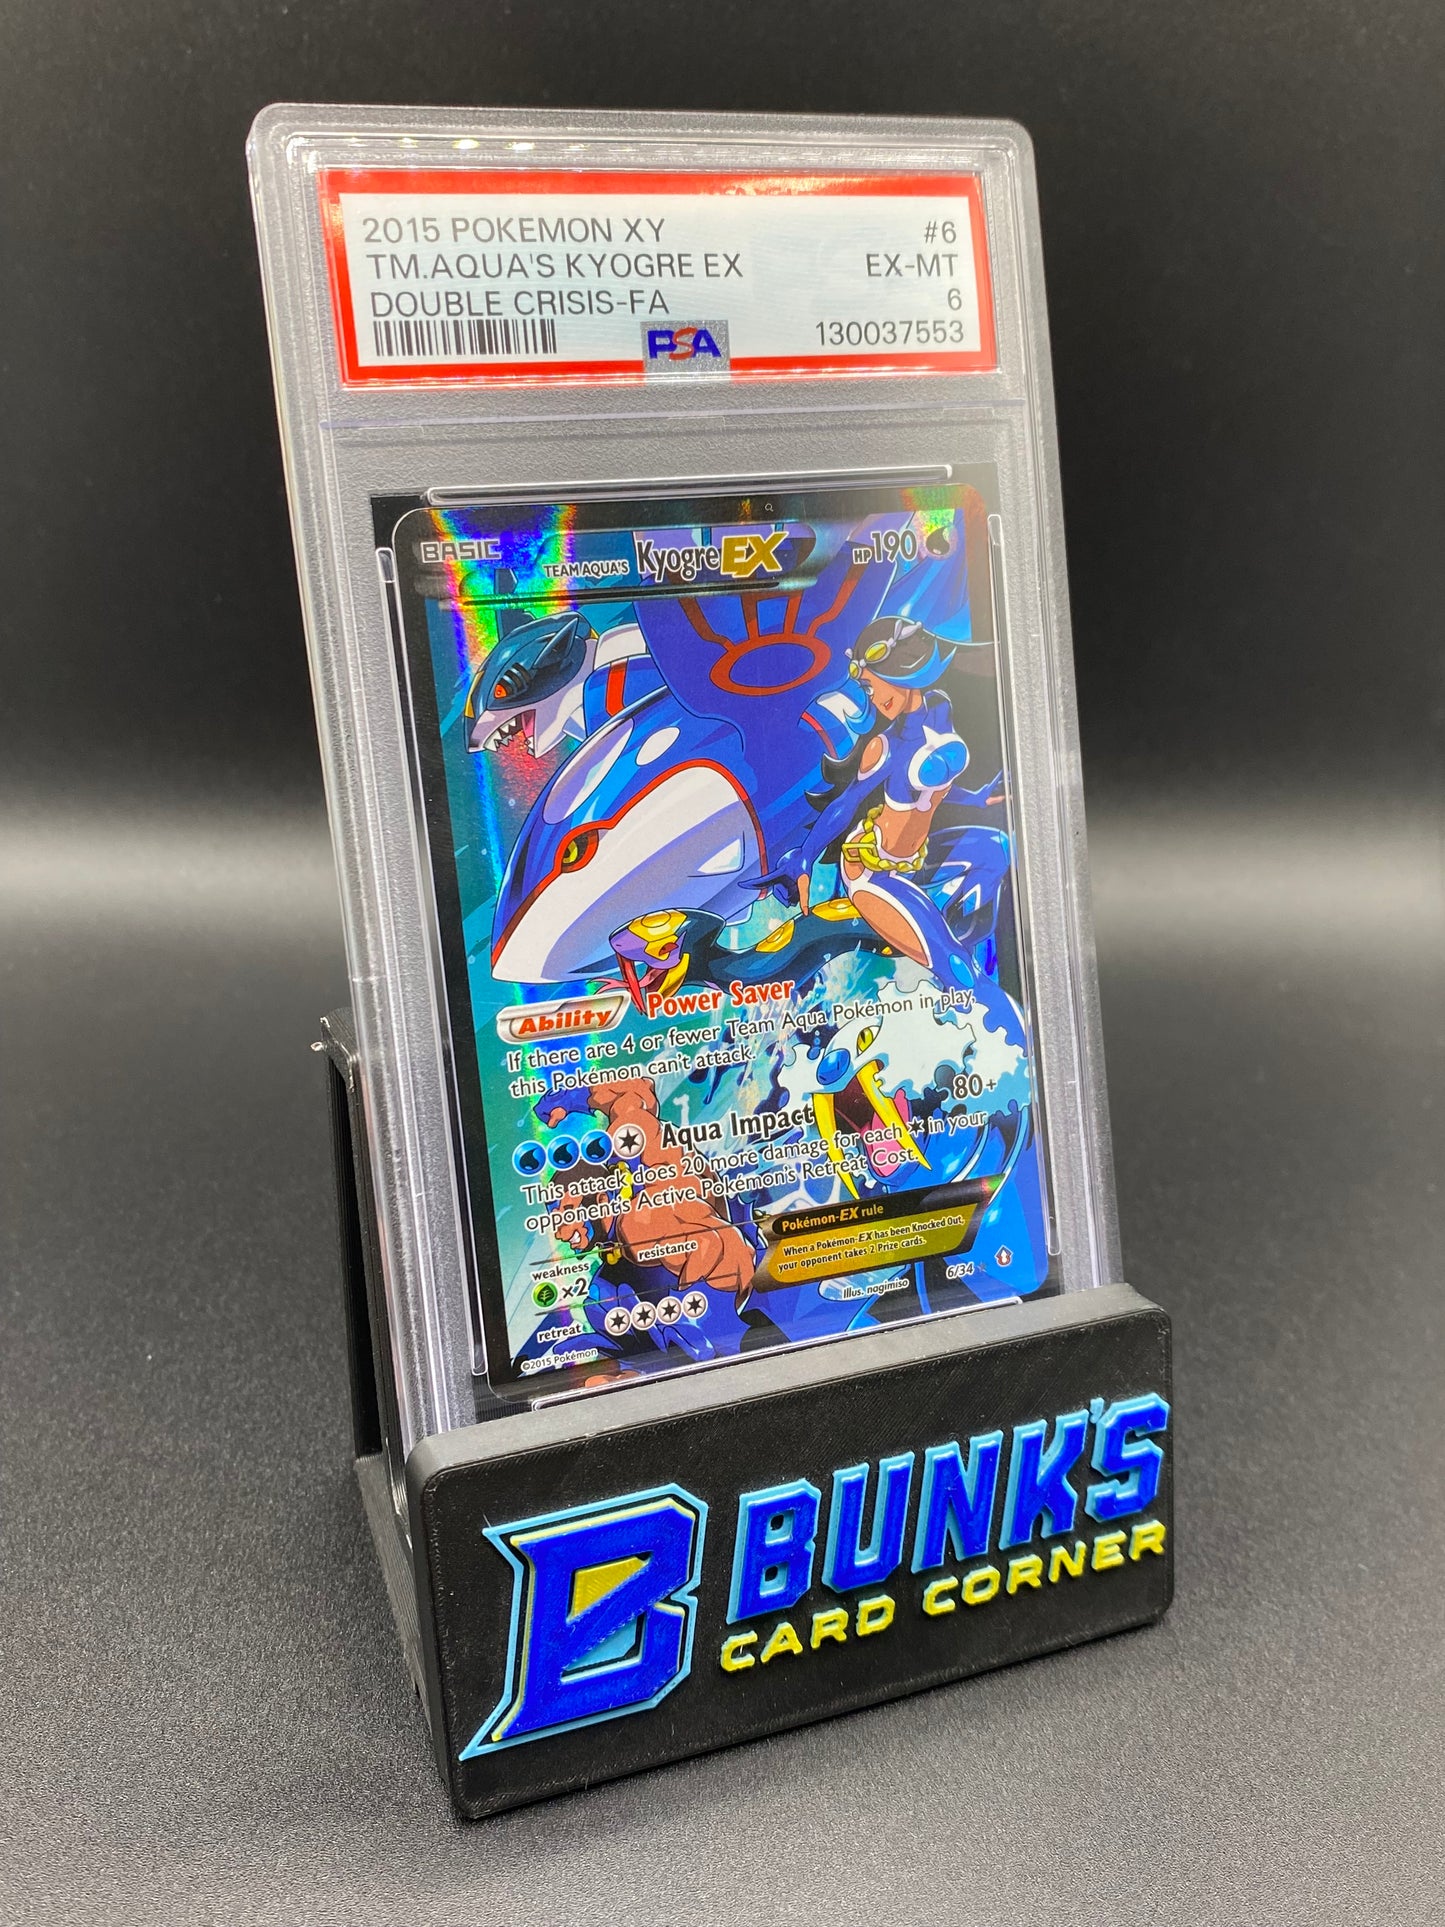 2015 POKEMON XY #6
TM.AQUA'S KYOGRE EX EX-MT
DOUBLE CRISIS-FA 6
PSA 130037553
BASIC TEAM AQUA'S Kyogre EX HP190
Ability Power Saver
If there are 4 or fewer Team Aqua Pokémon in play,
this Pokémon can't attack.
Aqua Impact 80+
This attack does 20 more damage for each in your
opponent's Active Pokémon's Retreat Cost.
Pokémon-EX rule
When a Pokémon-EX has been Knocked Out,
your opponent takes 2 Prize cards.
weakness resistance
×2
retreat
Illus. nagimiso 6/34
©2015 Pokémon
B BUNK'S
CARD CORNER